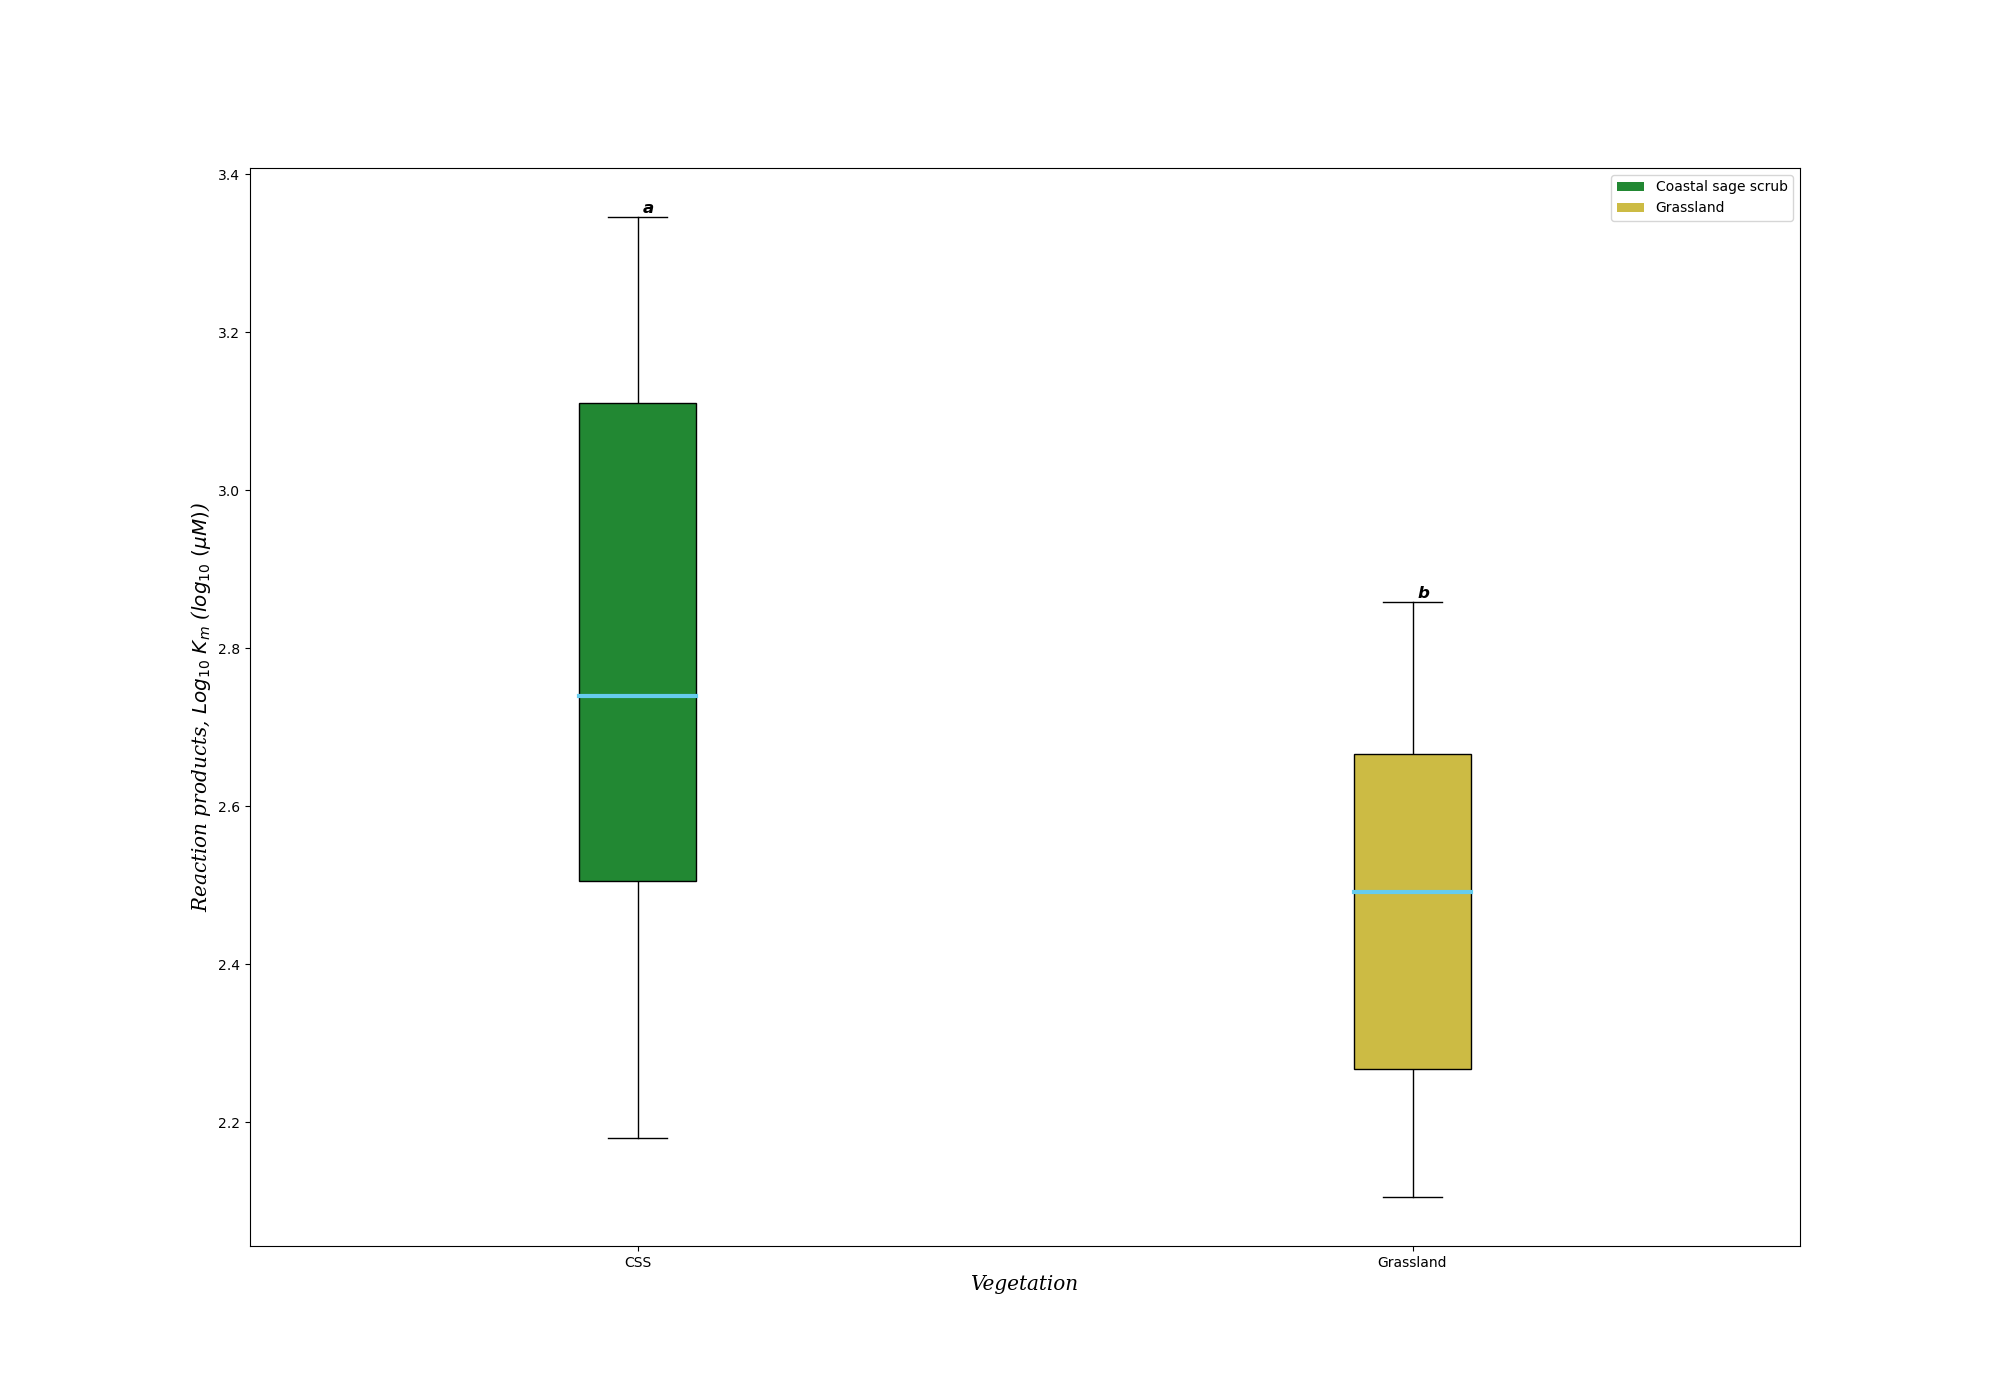 3.4
3.2
3.0
2.8
2.6
2.4
2.2
Reaction products, Log₁₀ Kₘ (log₁₀ (μM))
a
b
Coastal sage scrub
Grassland
CSS
Grassland
Vegetation